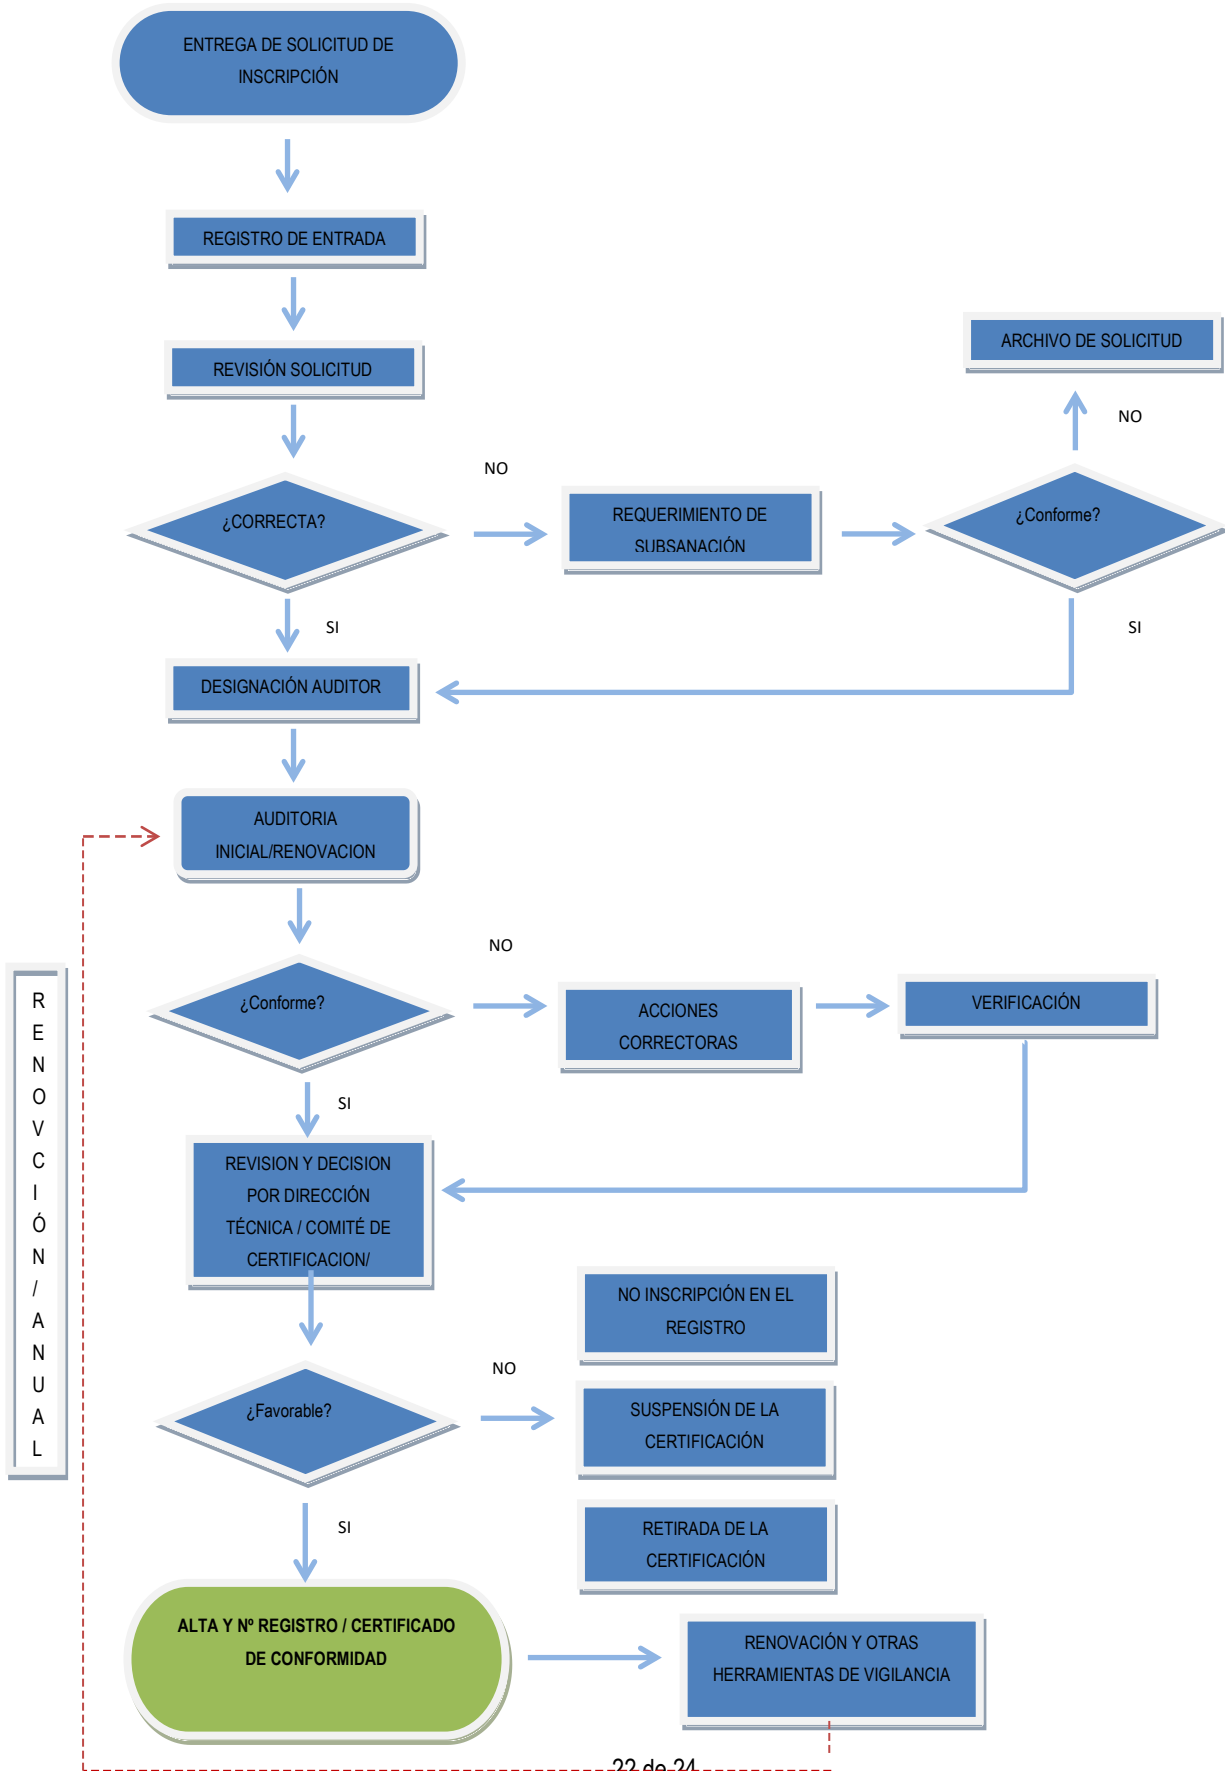 ENTREGA DE SOLICITUD DE
INSCRIPCIÓN
REGISTRO DE ENTRADA
REVISIÓN SOLICITUD
ARCHIVO DE SOLICITUD
NO
NO
¿CORRECTA?
REQUERIMIENTO DE
SUBSANACIÓN
¿Conforme?
SI
SI
DESIGNACIÓN AUDITOR
AUDITORIA
INICIAL/RENOVACION
NO
¿Conforme?
ACCIONES
CORRECTORAS
VERIFICACIÓN
SI
REVISION Y DECISION
POR DIRECCIÓN
TÉCNICA / COMITÉ DE
CERTIFICACION/
R
E
N
O
V
C
I
Ó
N
/
A
N
U
A
L
NO INSCRIPCIÓN EN EL
REGISTRO
NO
¿Favorable?
SUSPENSIÓN DE LA
CERTIFICACIÓN
SI
RETIRADA DE LA
CERTIFICACIÓN
ALTA Y Nº REGISTRO / CERTIFICADO
DE CONFORMIDAD
RENOVACIÓN Y OTRAS
HERRAMIENTAS DE VIGILANCIA
22 de 24